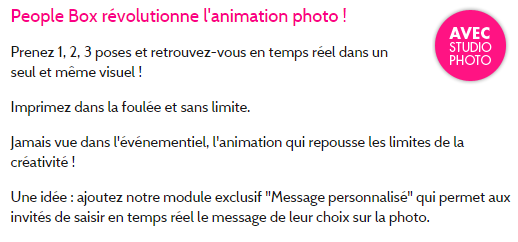 People Box révolutionne l'animation photo !
AVEC
STUDIO
PHOTO
Prenez 1, 2, 3 poses et retrouvez-vous en temps réel dans un
seul et même visuel !
Imprimez dans la foulée et sans limite.
Jamais vue dans l'événementiel, l'animation qui repousse les limites de la
créativité !
Une idée : ajoutez notre module exclusif "Message personnalisé" qui permet aux
invités de saisir en temps réel le message de leur choix sur la photo.